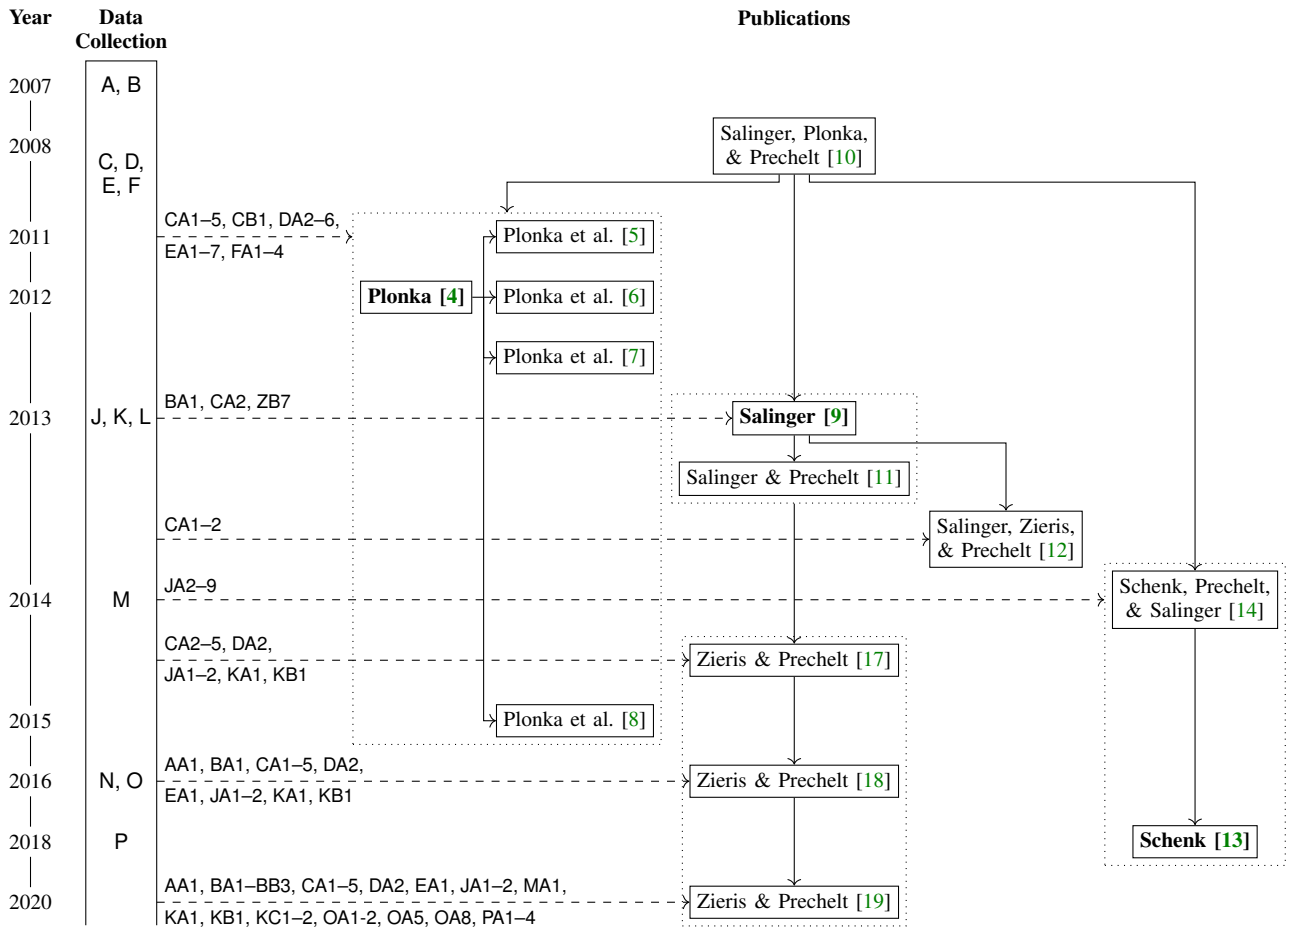 Year
Data
Collection
Publications
2007
A, B
2008
Salinger, Plonka,
& Prechelt [10]
C, D,
E, F
CA1–5, CB1, DA2–6,
2011
EA1–7, FA1–4
Plonka et al. [5]
2012
Plonka [4]
Plonka et al. [6]
Plonka et al. [7]
BA1, CA2, ZB7
2013
J, K, L
Salinger [9]
Salinger & Prechelt [11]
CA1–2
Salinger, Zieris,
& Prechelt [12]
JA2–9
2014
M
Schenk, Prechelt,
& Salinger [14]
CA2–5, DA2,
JA1–2, KA1, KB1
Zieris & Prechelt [17]
2015
Plonka et al. [8]
AA1, BA1, CA1–5, DA2,
2016
N, O
EA1, JA1–2, KA1, KB1
Zieris & Prechelt [18]
2018
P
Schenk [13]
AA1, BA1–BB3, CA1–5, DA2, EA1, JA1–2, MA1,
2020
KA1, KB1, KC1–2, OA1-2, OA5, OA8, PA1–4
Zieris & Prechelt [19]